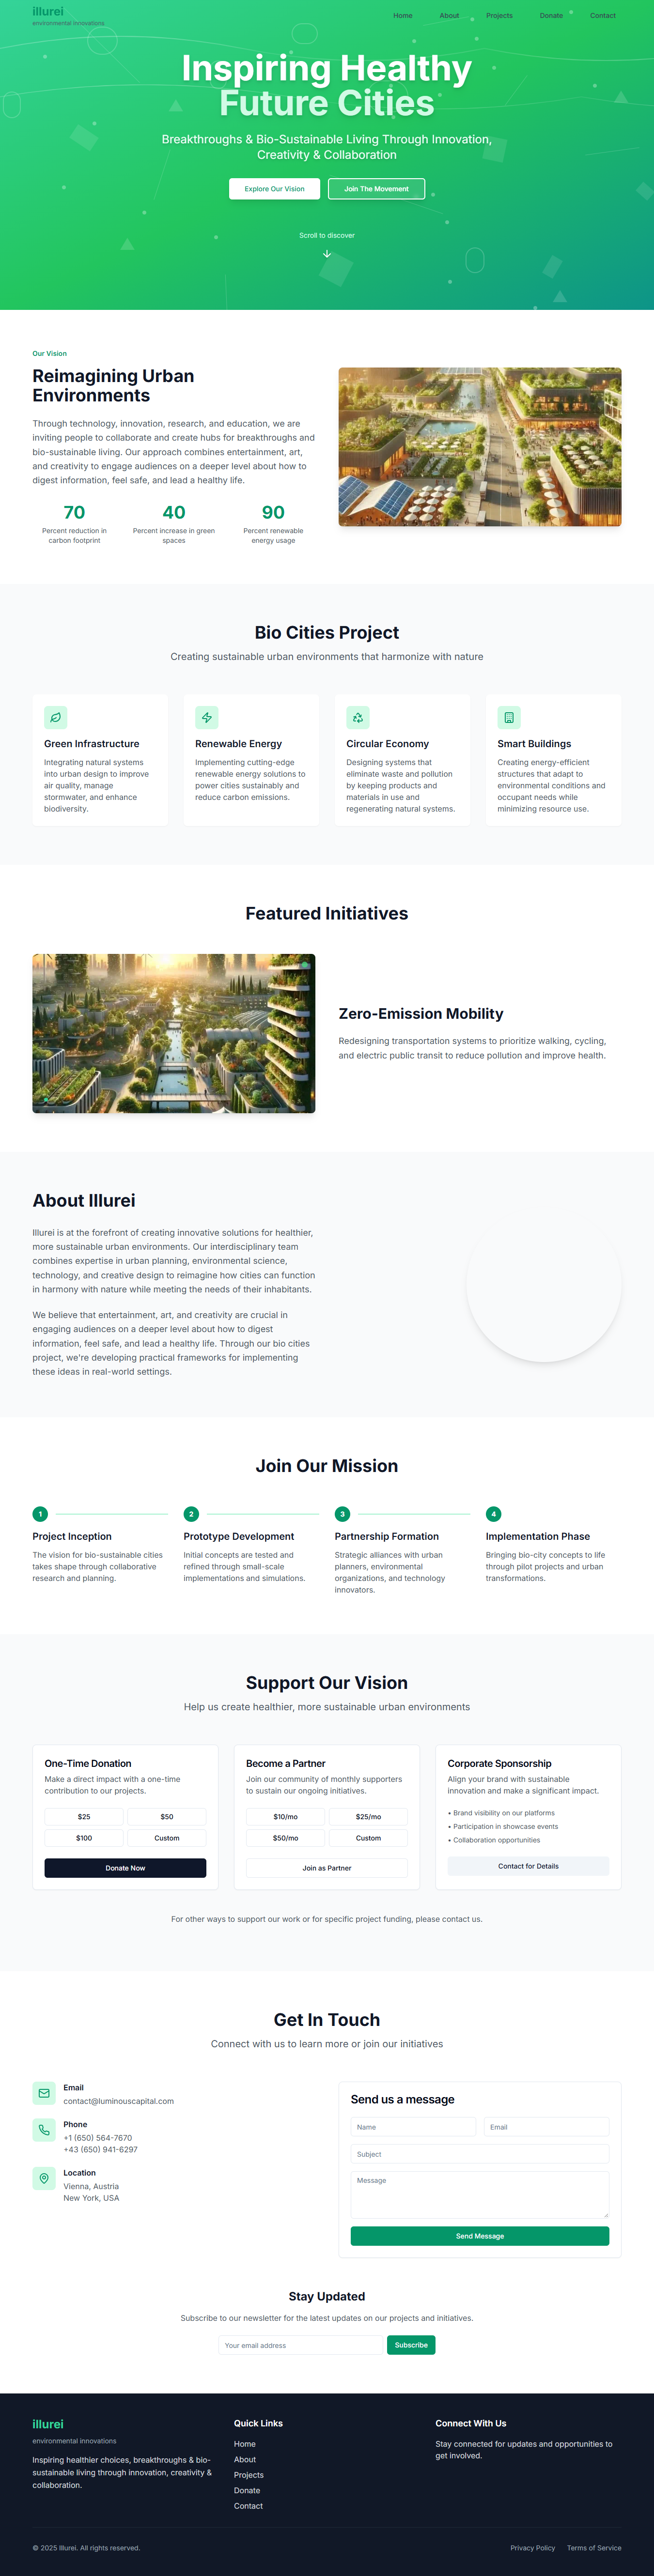 illurei
environmental innovations
Home
About
Projects
Donate
Contact
Inspiring Healthy
Future Cities
Breakthroughs & Bio-Sustainable Living Through Innovation,
Creativity & Collaboration
Explore Our Vision
Join The Movement
Scroll to discover
Our Vision
Reimagining Urban
Environments
Through technology, innovation, research, and education, we are
inviting people to collaborate and create hubs for breakthroughs and
bio-sustainable living. Our approach combines entertainment, art,
and creativity to engage audiences on a deeper level about how to
digest information, feel safe, and lead a healthy life.
70
Percent reduction in
carbon footprint
40
Percent increase in green
spaces
90
Percent renewable
energy usage
Bio Cities Project
Creating sustainable urban environments that harmonize with nature
Green Infrastructure
Integrating natural systems
into urban design to improve
air quality, manage
stormwater, and enhance
biodiversity.
Renewable Energy
Implementing cutting-edge
renewable energy solutions to
power cities sustainably and
reduce carbon emissions.
Circular Economy
Designing systems that
eliminate waste and pollution
by keeping products and
materials in use and
regenerating natural systems.
Smart Buildings
Creating energy-efficient
structures that adapt to
environmental conditions and
occupant needs while
minimizing resource use.
Featured Initiatives
Zero-Emission Mobility
Redesigning transportation systems to prioritize walking, cycling,
and electric public transit to reduce pollution and improve health.
About Illurei
Illurei is at the forefront of creating innovative solutions for healthier,
more sustainable urban environments. Our interdisciplinary team
combines expertise in urban planning, environmental science,
technology, and creative design to reimagine how cities can function
in harmony with nature while meeting the needs of their inhabitants.
We believe that entertainment, art, and creativity are crucial in
engaging audiences on a deeper level about how to digest
information, feel safe, and lead a healthy life. Through our bio cities
project, we're developing practical frameworks for implementing
these ideas in real-world settings.
Join Our Mission
1
Project Inception
The vision for bio-sustainable cities
takes shape through collaborative
research and planning.
2
Prototype Development
Initial concepts are tested and
refined through small-scale
implementations and simulations.
3
Partnership Formation
Strategic alliances with urban
planners, environmental
organizations, and technology
innovators.
4
Implementation Phase
Bringing bio-city concepts to life
through pilot projects and urban
transformations.
Support Our Vision
Help us create healthier, more sustainable urban environments
One-Time Donation
Make a direct impact with a one-time
contribution to our projects.
$25
$50
$100
Custom
Donate Now
Become a Partner
Join our community of monthly supporters
to sustain our ongoing initiatives.
$10/mo
$25/mo
$50/mo
Custom
Join as Partner
Corporate Sponsorship
Align your brand with sustainable
innovation and make a significant impact.
• Brand visibility on our platforms
• Participation in showcase events
• Collaboration opportunities
Contact for Details
For other ways to support our work or for specific project funding, please contact us.
Get In Touch
Connect with us to learn more or join our initiatives
Email
contact@luminouscapital.com
Phone
+1 (650) 564-7670
+43 (650) 941-6297
Location
Vienna, Austria
New York, USA
Send us a message
Name
Email
Subject
Message
Send Message
Stay Updated
Subscribe to our newsletter for the latest updates on our projects and initiatives.
Your email address
Subscribe
illurei
environmental innovations
Inspiring healthier choices, breakthroughs & bio-
sustainable living through innovation, creativity &
collaboration.
Quick Links
Home
About
Projects
Donate
Contact
Connect With Us
Stay connected for updates and opportunities to
get involved.
© 2025 Illurei. All rights reserved.
Privacy Policy
Terms of Service